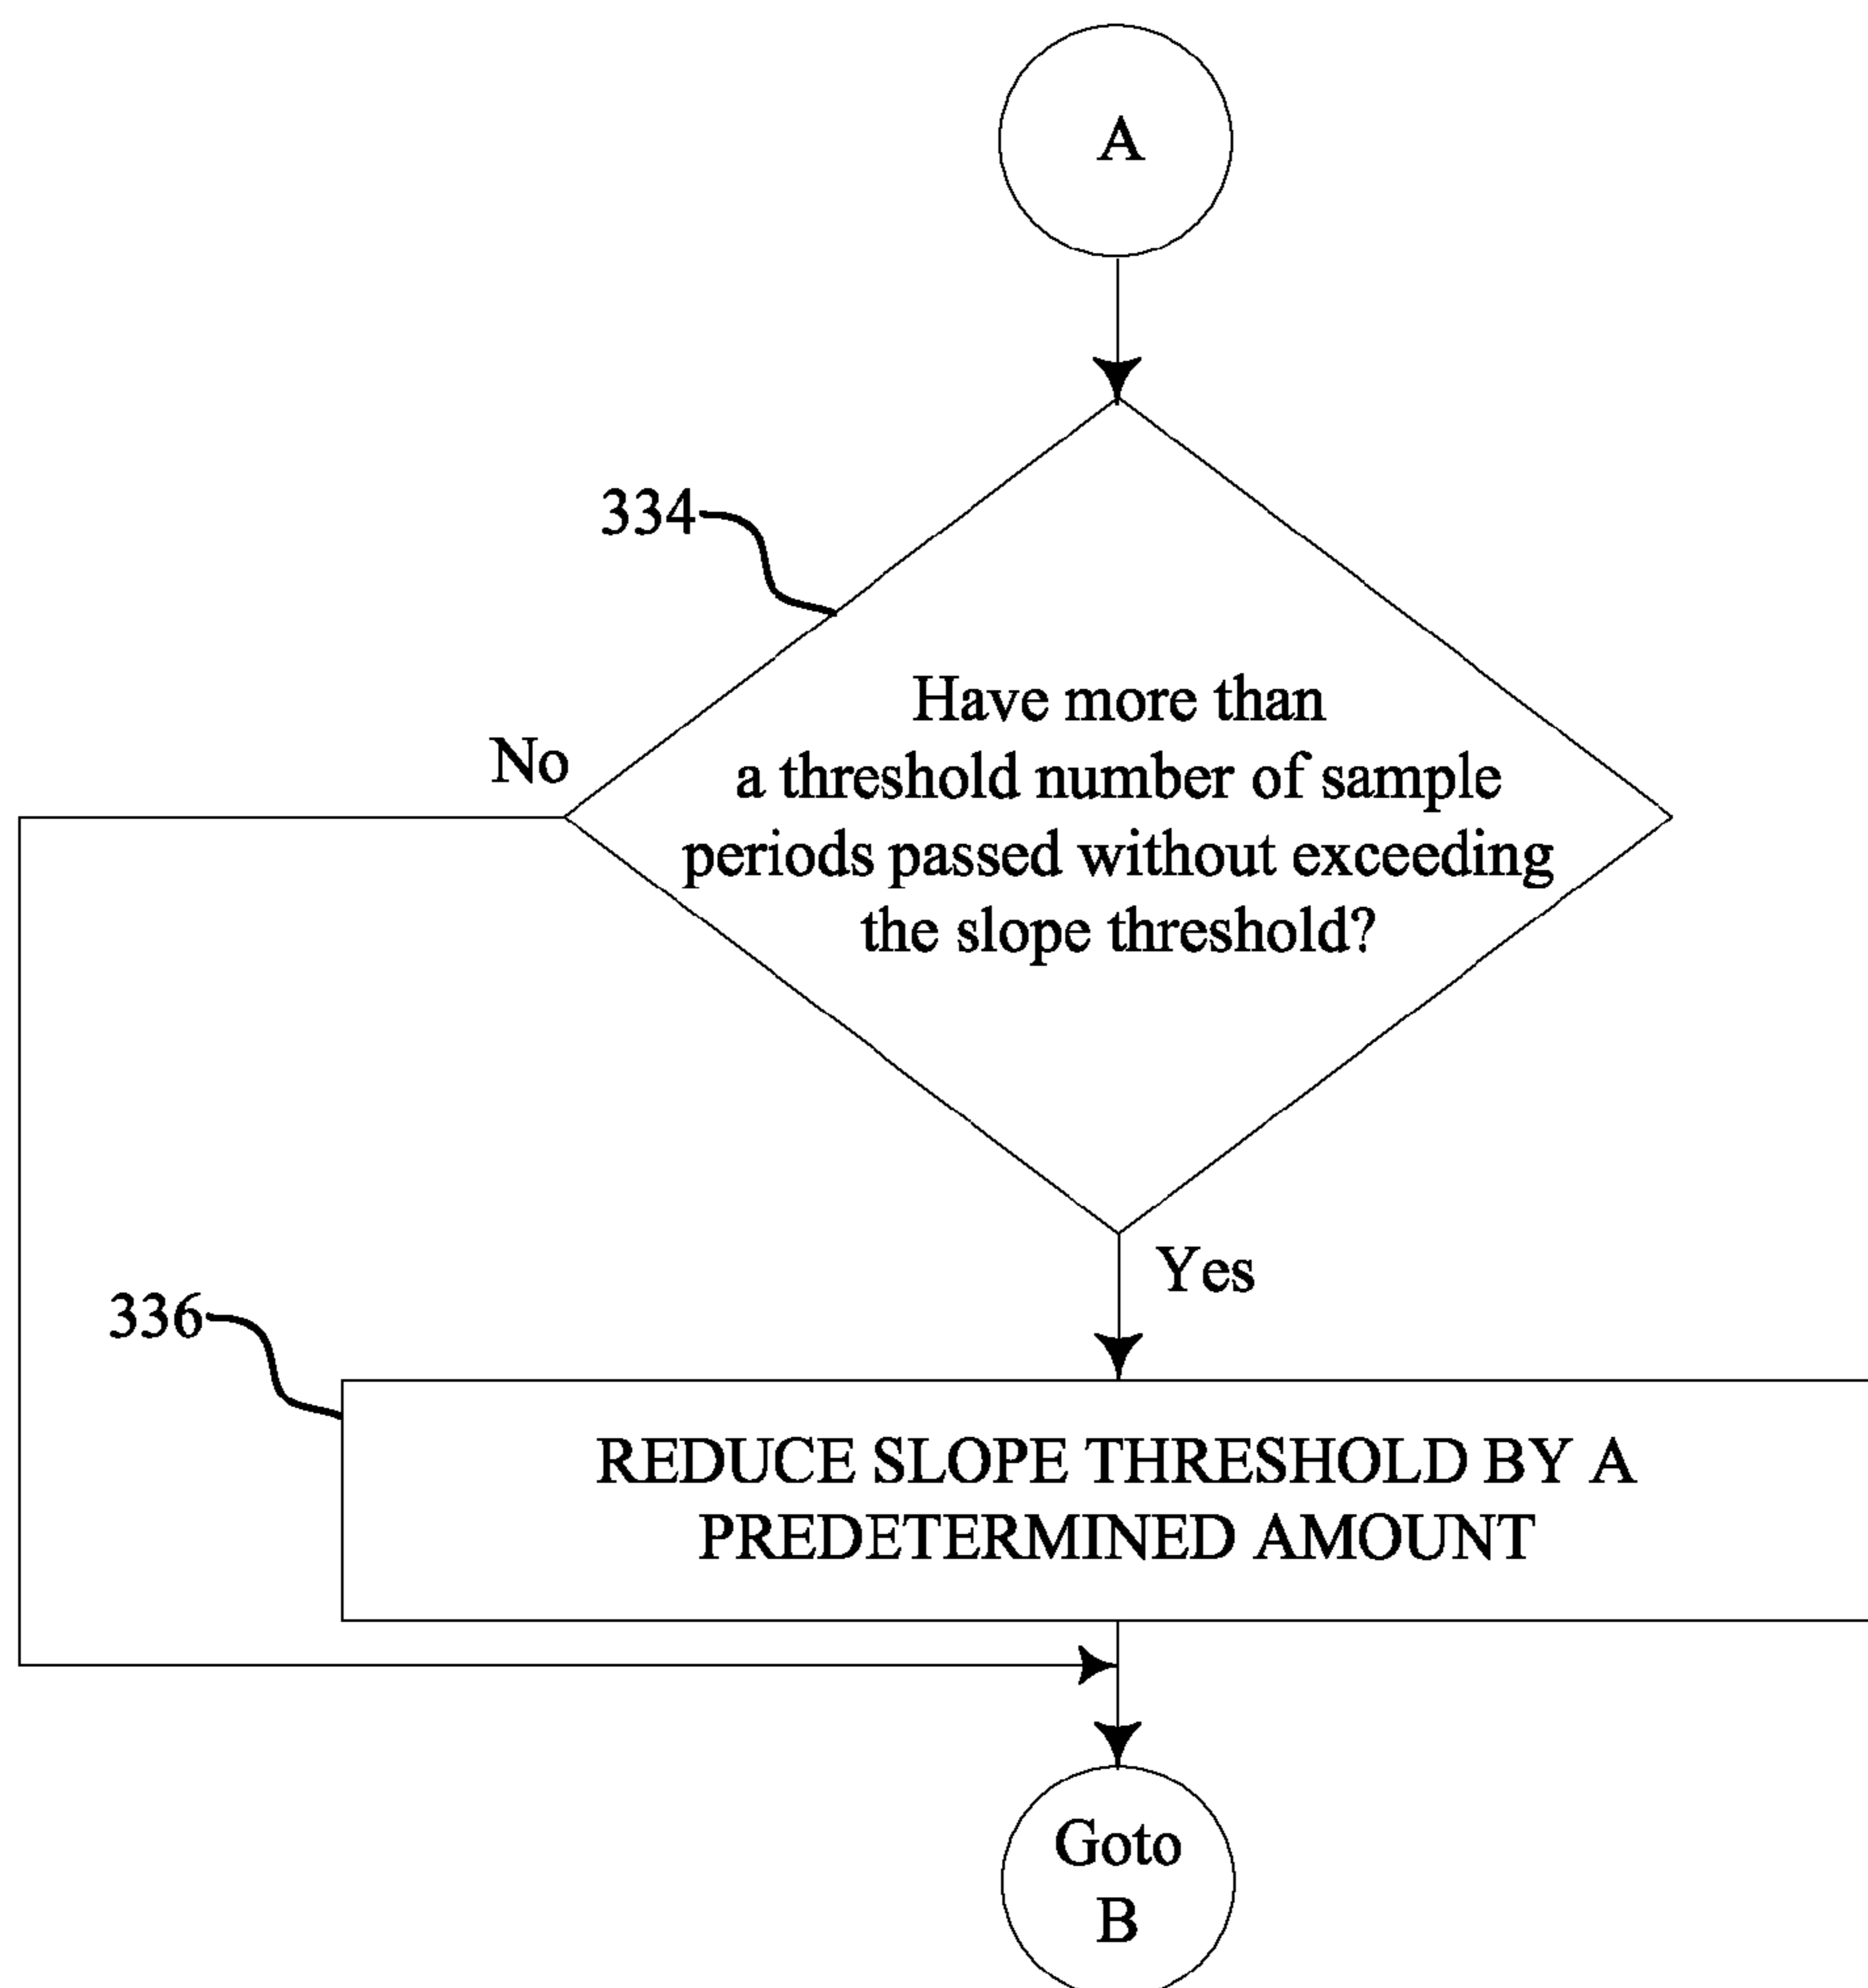 A
334
Have more than
a threshold number of sample
periods passed without exceeding
the slope threshold?
No
Yes
336
REDUCE SLOPE THRESHOLD BY A
PREDETERMINED AMOUNT
Goto
B